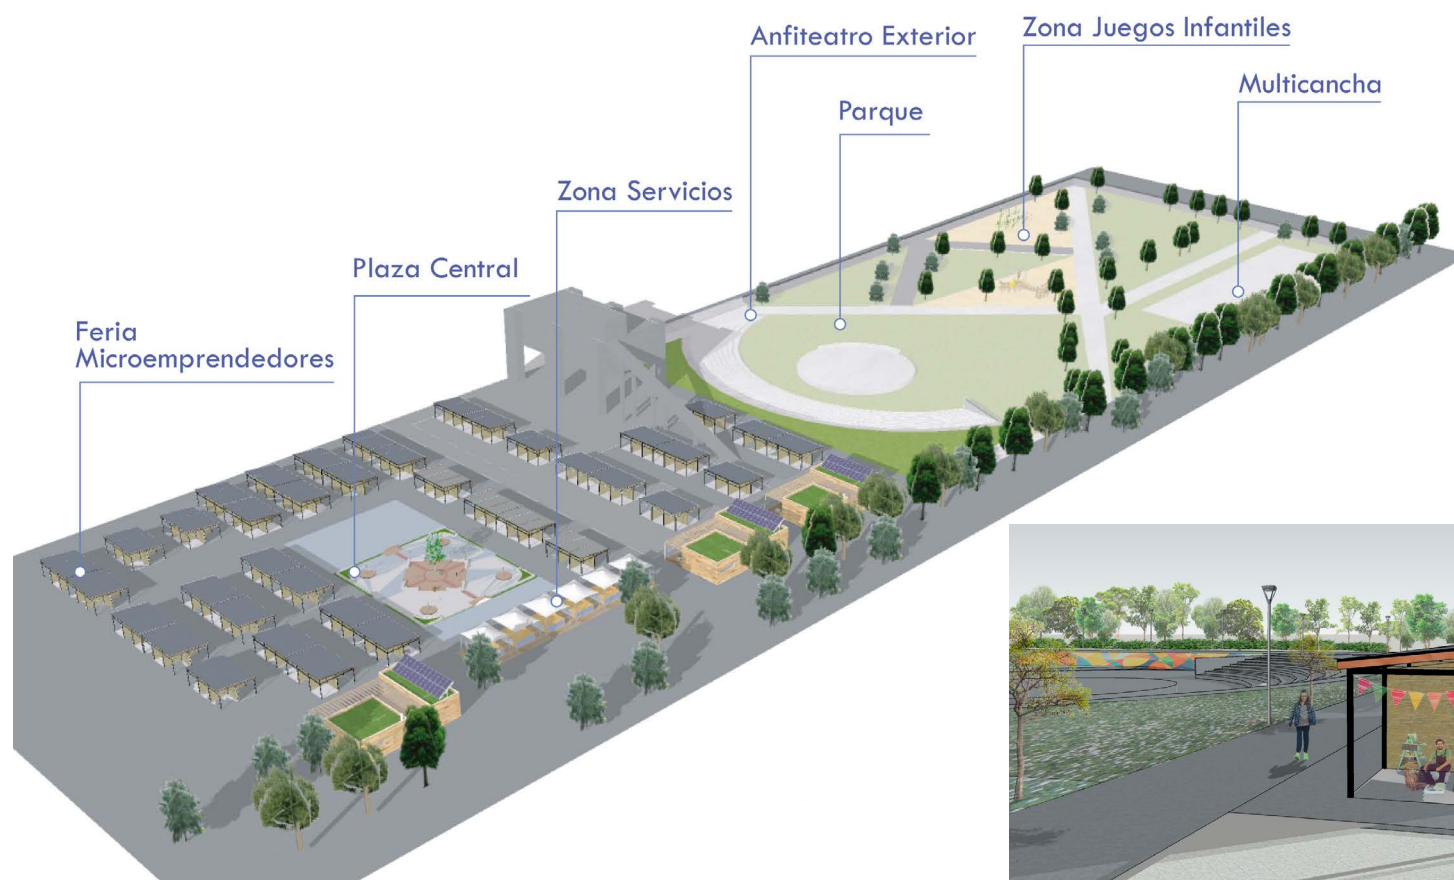 Anfiteatro Exterior
Zona Juegos Infantiles
Multicancha
Parque
Zona Servicios
Plaza Central
Feria
Microemprendedores